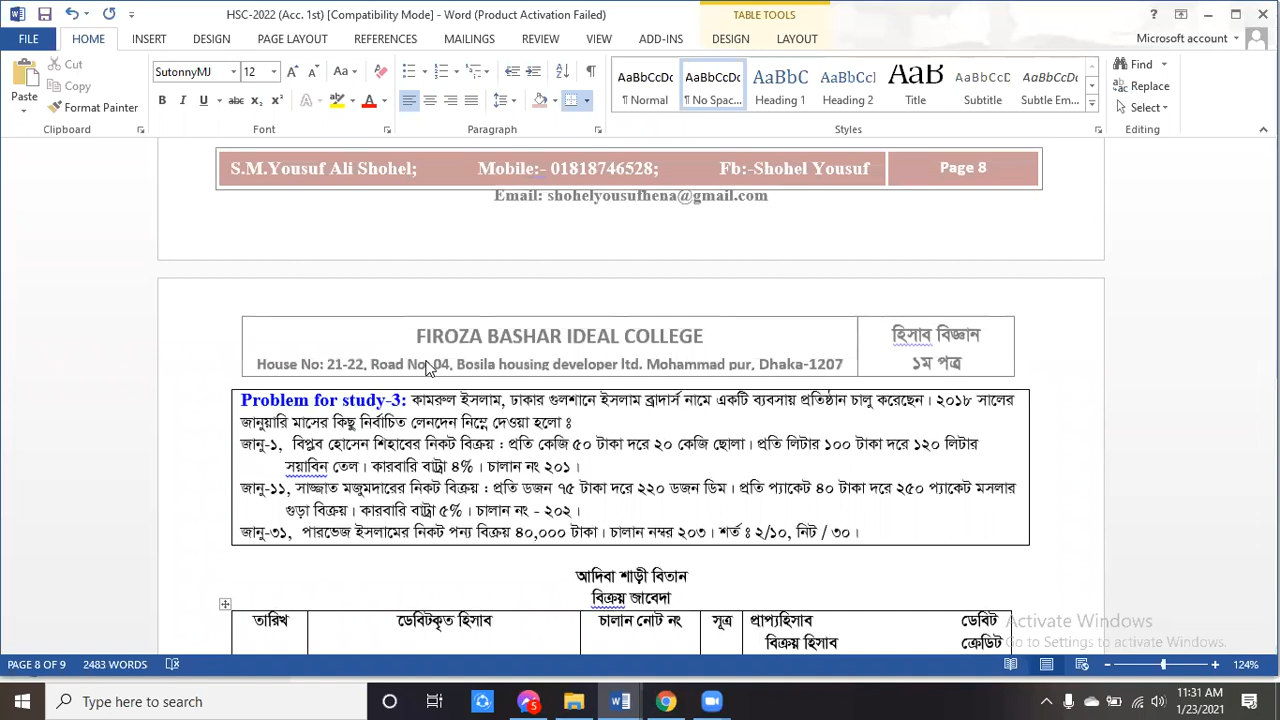 HSC-2022 (Acc. 1st) [Compatibility Mode] - Word (Product Activation Failed)
TABLE TOOLS
FILE HOME INSERT DESIGN PAGE LAYOUT REFERENCES MAILINGS REVIEW VIEW ADD-INS DESIGN LAYOUT Microsoft account
Paste
Cut
Copy
Format Painter
Clipboard
SutonnyMJ 12
Font
Paragraph
AaBbCcDc AaBbCcDc AaBbC AaBbCc AaB AaBbCcD AaBbCcDc
¶ Normal ¶ No Spac... Heading 1 Heading 2 Title Subtitle Subtle Em...
Styles
Find
Replace
Select
Editing
S.M.Yousuf Ali Shohel; Mobile:- 01818746528; Fb:-Shohel Yousuf Page 8
Email: shohelyousufhena@gmail.com
FIROZA BASHAR IDEAL COLLEGE হিসাব বিজ্ঞান
House No: 21-22, Road No: 04, Bosila housing developer ltd. Mohammad pur, Dhaka-1207 ১ম পত্র
Problem for study-3: কামরুল ইসলাম, ঢাকার গুলশানে ইসলাম ব্রাদার্স নামে একটি ব্যবসায় প্রতিষ্ঠান চালু করেছেন। ২০১৮ সালের
জানুয়ারি মাসের কিছু নির্বাচিত লেনদেন নিম্নে দেওয়া হলো ঃ
জানু-১, বিপ্লব হোসেন শিহাবের নিকট বিক্রয় : প্রতি কেজি ৫০ টাকা দরে ২০ কেজি ছোলা। প্রতি লিটার ১০০ টাকা দরে ১২০ লিটার
সয়াবিন তেল। কারবারি বাট্টা ৪%। চালান নং ২০১।
জানু-১১, সাজ্জাত মজুমদারের নিকট বিক্রয় : প্রতি ডজন ৭৫ টাকা দরে ২২০ ডজন ডিম। প্রতি প্যাকেট ৪০ টাকা দরে ২৫০ প্যাকেট মসলার
গুড়া বিক্রয়। কারবারি বাট্টা ৫%। চালান নং - ২০২।
জানু-৩১, পারভেজ ইসলামের নিকট পন্য বিক্রয় ৪০,০০০ টাকা। চালান নম্বর ২০৩। শর্ত ঃ ২/১০, নিট / ৩০।
আদিবা শাড়ী বিতান
বিক্রয় জাবেদা
তারিখ ডেবিটকৃত হিসাব চালান নোট নং সূত্র প্রাপ্যহিসাব ডেবিট
বিক্রয় হিসাব ক্রেডিট
Activate Windows
Go to Settings to activate Windows.
PAGE 8 OF 9 2483 WORDS 124%
Type here to search
11:31 AM
1/23/2021